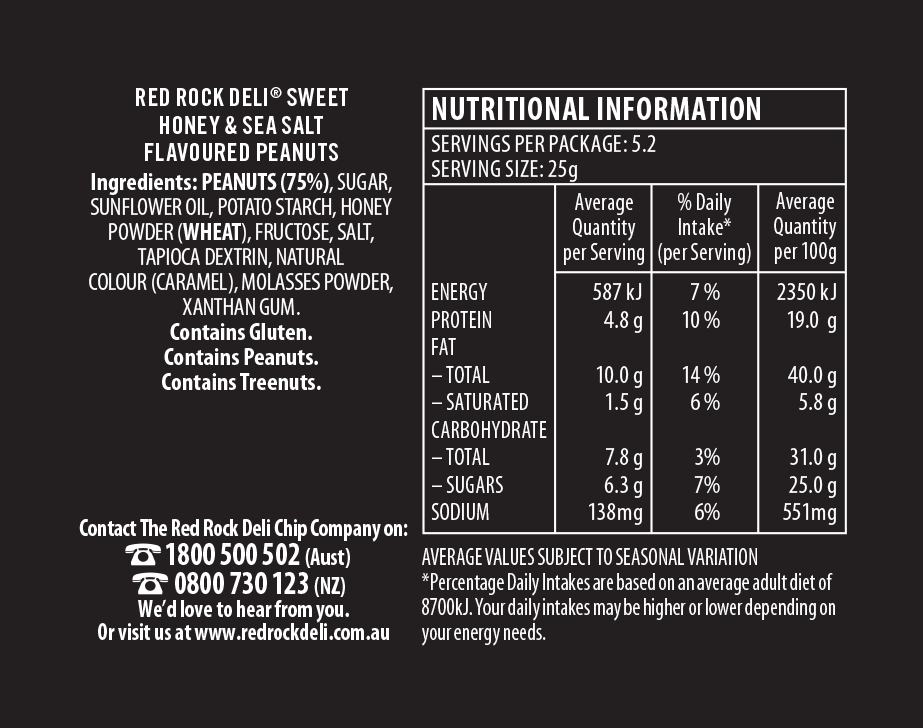 RED ROCK DELI® SWEET
HONEY & SEA SALT
FLAVOURED PEANUTS
Ingredients: PEANUTS (75%), SUGAR,
SUNFLOWER OIL, POTATO STARCH, HONEY
POWDER (WHEAT), FRUCTOSE, SALT,
TAPIOCA DEXTRIN, NATURAL
COLOUR (CARAMEL), MOLASSES POWDER,
XANTHAN GUM.
Contains Gluten.
Contains Peanuts.
Contains Treenuts.
Contact The Red Rock Deli Chip Company on:
☎ 1800 500 502 (Aust)
☎ 0800 730 123 (NZ)
We'd love to hear from you.
Or visit us at www.redrockdeli.com.au
NUTRITIONAL INFORMATION
SERVINGS PER PACKAGE: 5.2
SERVING SIZE: 25g
Average Quantity per Serving % Daily Intake* (per Serving) Average Quantity per 100g
ENERGY 587 kJ 7 % 2350 kJ
PROTEIN 4.8 g 10 % 19.0 g
FAT
– TOTAL 10.0 g 14 % 40.0 g
– SATURATED 1.5 g 6 % 5.8 g
CARBOHYDRATE
– TOTAL 7.8 g 3% 31.0 g
– SUGARS 6.3 g 7% 25.0 g
SODIUM 138mg 6% 551mg
AVERAGE VALUES SUBJECT TO SEASONAL VARIATION
*Percentage Daily Intakes are based on an average adult diet of
8700kJ. Your daily intakes may be higher or lower depending on
your energy needs.